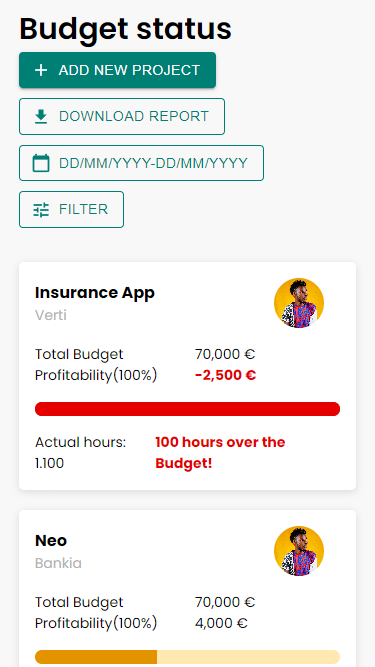 Budget status
ADD NEW PROJECT
DOWNLOAD REPORT
DD/MM/YYYY-DD/MM/YYYY
FILTER
Insurance App
Verti
Total Budget 70,000 €
Profitability(100%) -2,500 €
Actual hours: 100 hours over the
1.100 Budget!
Neo
Bankia
Total Budget 70,000 €
Profitability(100%) 4,000 €